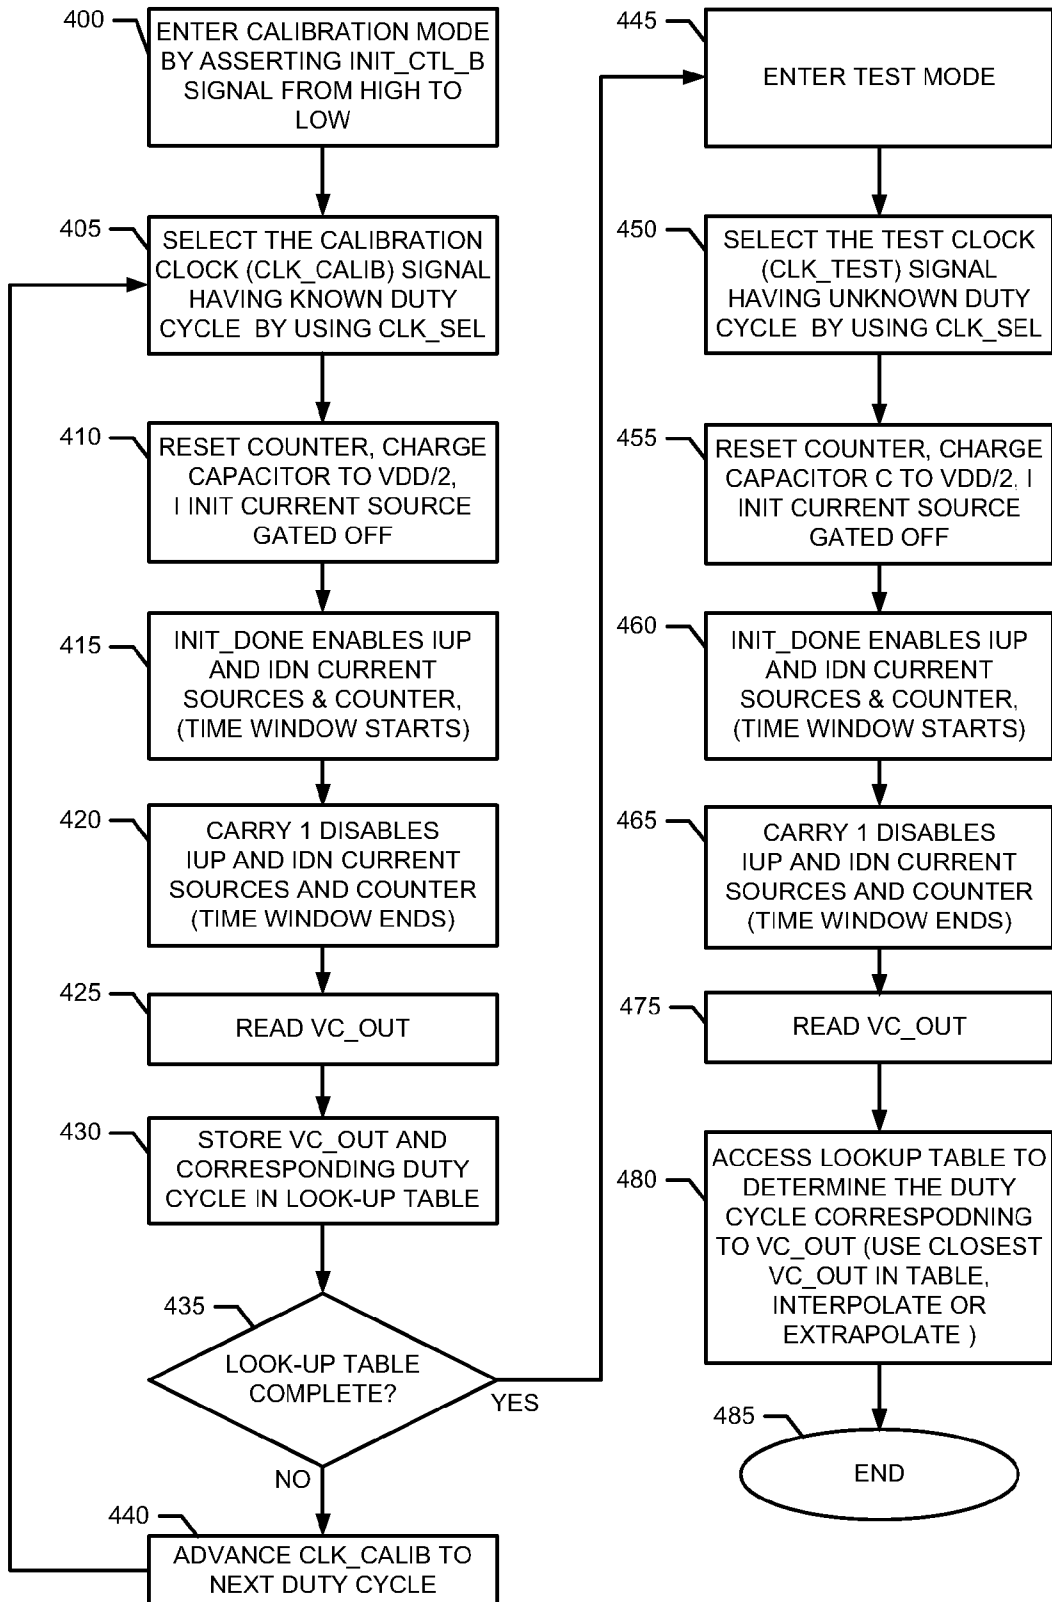 400
ENTER CALIBRATION MODE
BY ASSERTING INIT_CTL_B
SIGNAL FROM HIGH TO
LOW
405
SELECT THE CALIBRATION
CLOCK (CLK_CALIB) SIGNAL
HAVING KNOWN DUTY
CYCLE BY USING CLK_SEL
410
RESET COUNTER, CHARGE
CAPACITOR TO VDD/2,
I INIT CURRENT SOURCE
GATED OFF
415
INIT_DONE ENABLES IUP
AND IDN CURRENT
SOURCES & COUNTER,
(TIME WINDOW STARTS)
420
CARRY 1 DISABLES
IUP AND IDN CURRENT
SOURCES AND COUNTER
(TIME WINDOW ENDS)
425
READ VC_OUT
430
STORE VC_OUT AND
CORRESPONDING DUTY
CYCLE IN LOOK-UP TABLE
435
LOOK-UP TABLE
COMPLETE?
YES
NO
440
ADVANCE CLK_CALIB TO
NEXT DUTY CYCLE
445
ENTER TEST MODE
450
SELECT THE TEST CLOCK
(CLK_TEST) SIGNAL
HAVING UNKNOWN DUTY
CYCLE BY USING CLK_SEL
455
RESET COUNTER, CHARGE
CAPACITOR C TO VDD/2, I
INIT CURRENT SOURCE
GATED OFF
460
INIT_DONE ENABLES IUP
AND IDN CURRENT
SOURCES & COUNTER,
(TIME WINDOW STARTS)
465
CARRY 1 DISABLES
IUP AND IDN CURRENT
SOURCES AND COUNTER
(TIME WINDOW ENDS)
475
READ VC_OUT
480
ACCESS LOOKUP TABLE TO
DETERMINE THE DUTY
CYCLE CORRESPODNING
TO VC_OUT (USE CLOSEST
VC_OUT IN TABLE,
INTERPOLATE OR
EXTRAPOLATE )
485
END